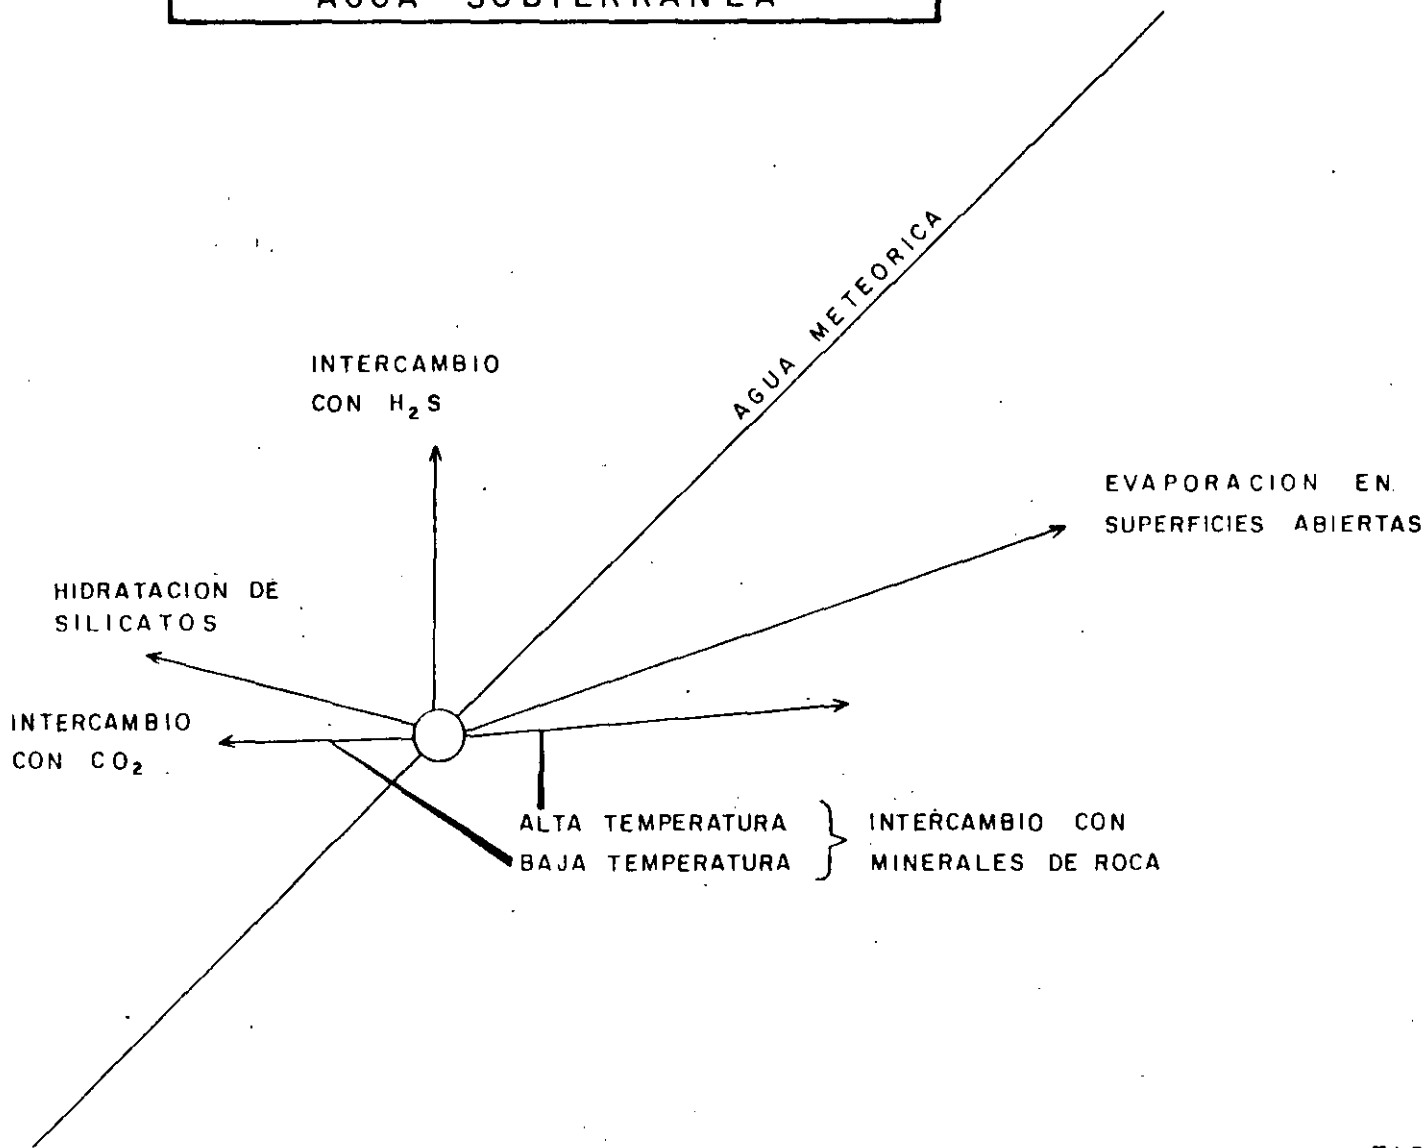 AGUA SUBTERRANEA
AGUA METEORICA
INTERCAMBIO
CON H₂S
EVAPORACION EN
SUPERFICIES ABIERTAS
HIDRATACION DE
SILICATOS
INTERCAMBIO
CON CO₂
ALTA TEMPERATURA
BAJA TEMPERATURA
INTERCAMBIO CON
MINERALES DE ROCA